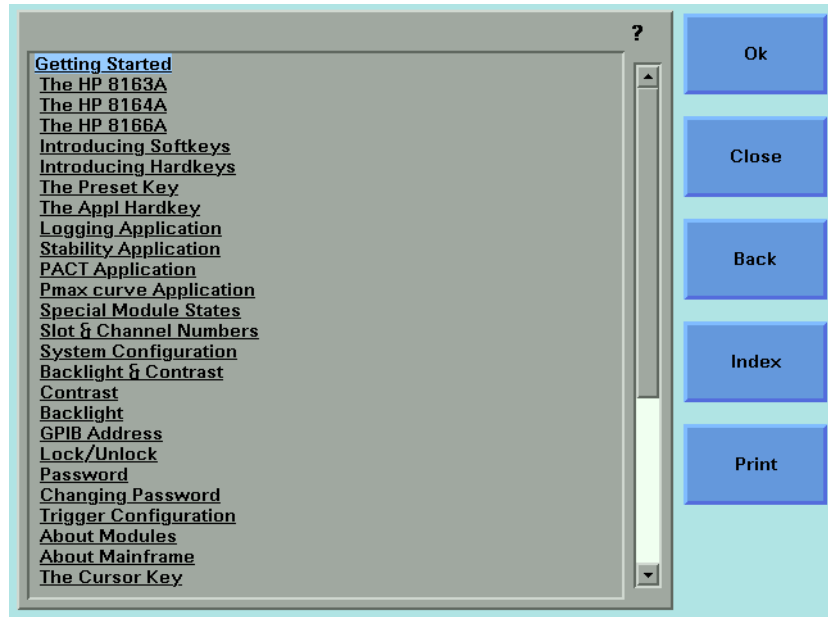 ?
Getting Started
The HP 8163A
The HP 8164A
The HP 8166A
Introducing Softkeys
Introducing Hardkeys
The Preset Key
The Appl Hardkey
Logging Application
Stability Application
PACT Application
Pmax curve Application
Special Module States
Slot & Channel Numbers
System Configuration
Backlight & Contrast
Contrast
Backlight
GPIB Address
Lock/Unlock
Password
Changing Password
Trigger Configuration
About Modules
About Mainframe
The Cursor Key
Ok
Close
Back
Index
Print